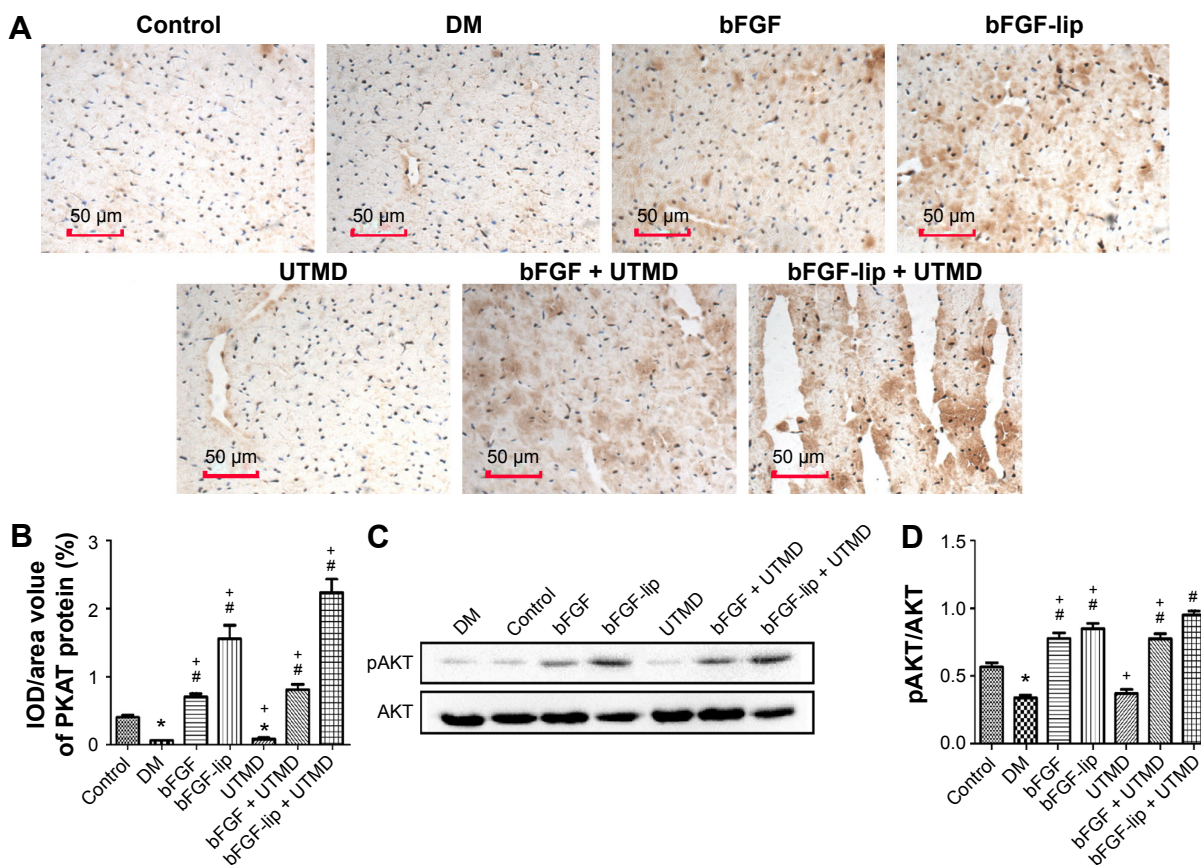 A
Control
DM
bFGF
bFGF-lip
50 µm
50 µm
50 µm
50 µm
UTMD
bFGF + UTMD
bFGF-lip + UTMD
50 µm
50 µm
50 µm
B
IOD/area volue
of PKAT protein (%)
3
2
1
0
*
+
#
+
#
+
*
+
#
+
#
Control
DM
bFGF
bFGF-lip
UTMD
bFGF + UTMD
bFGF-lip + UTMD
C
DM
Control
bFGF
bFGF-lip
UTMD
bFGF + UTMD
bFGF-lip + UTMD
pAKT
AKT
D
pAKT/AKT
1.5
1.0
0.5
0.0
*
+
#
+
#
+
+
#
#
Control
DM
bFGF
bFGF-lip
UTMD
bFGF + UTMD
bFGF-lip + UTMD